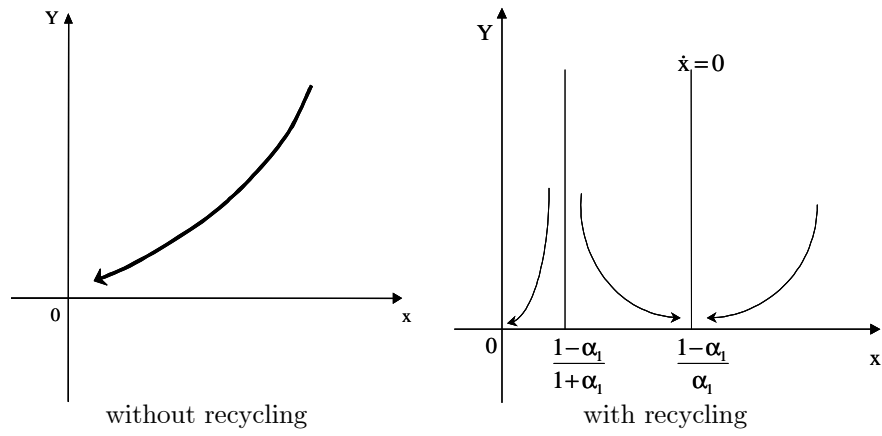 Y
0
x
without recycling
Y
ẋ=0
0
1−α₁
1+α₁
1−α₁
α₁
x
with recycling